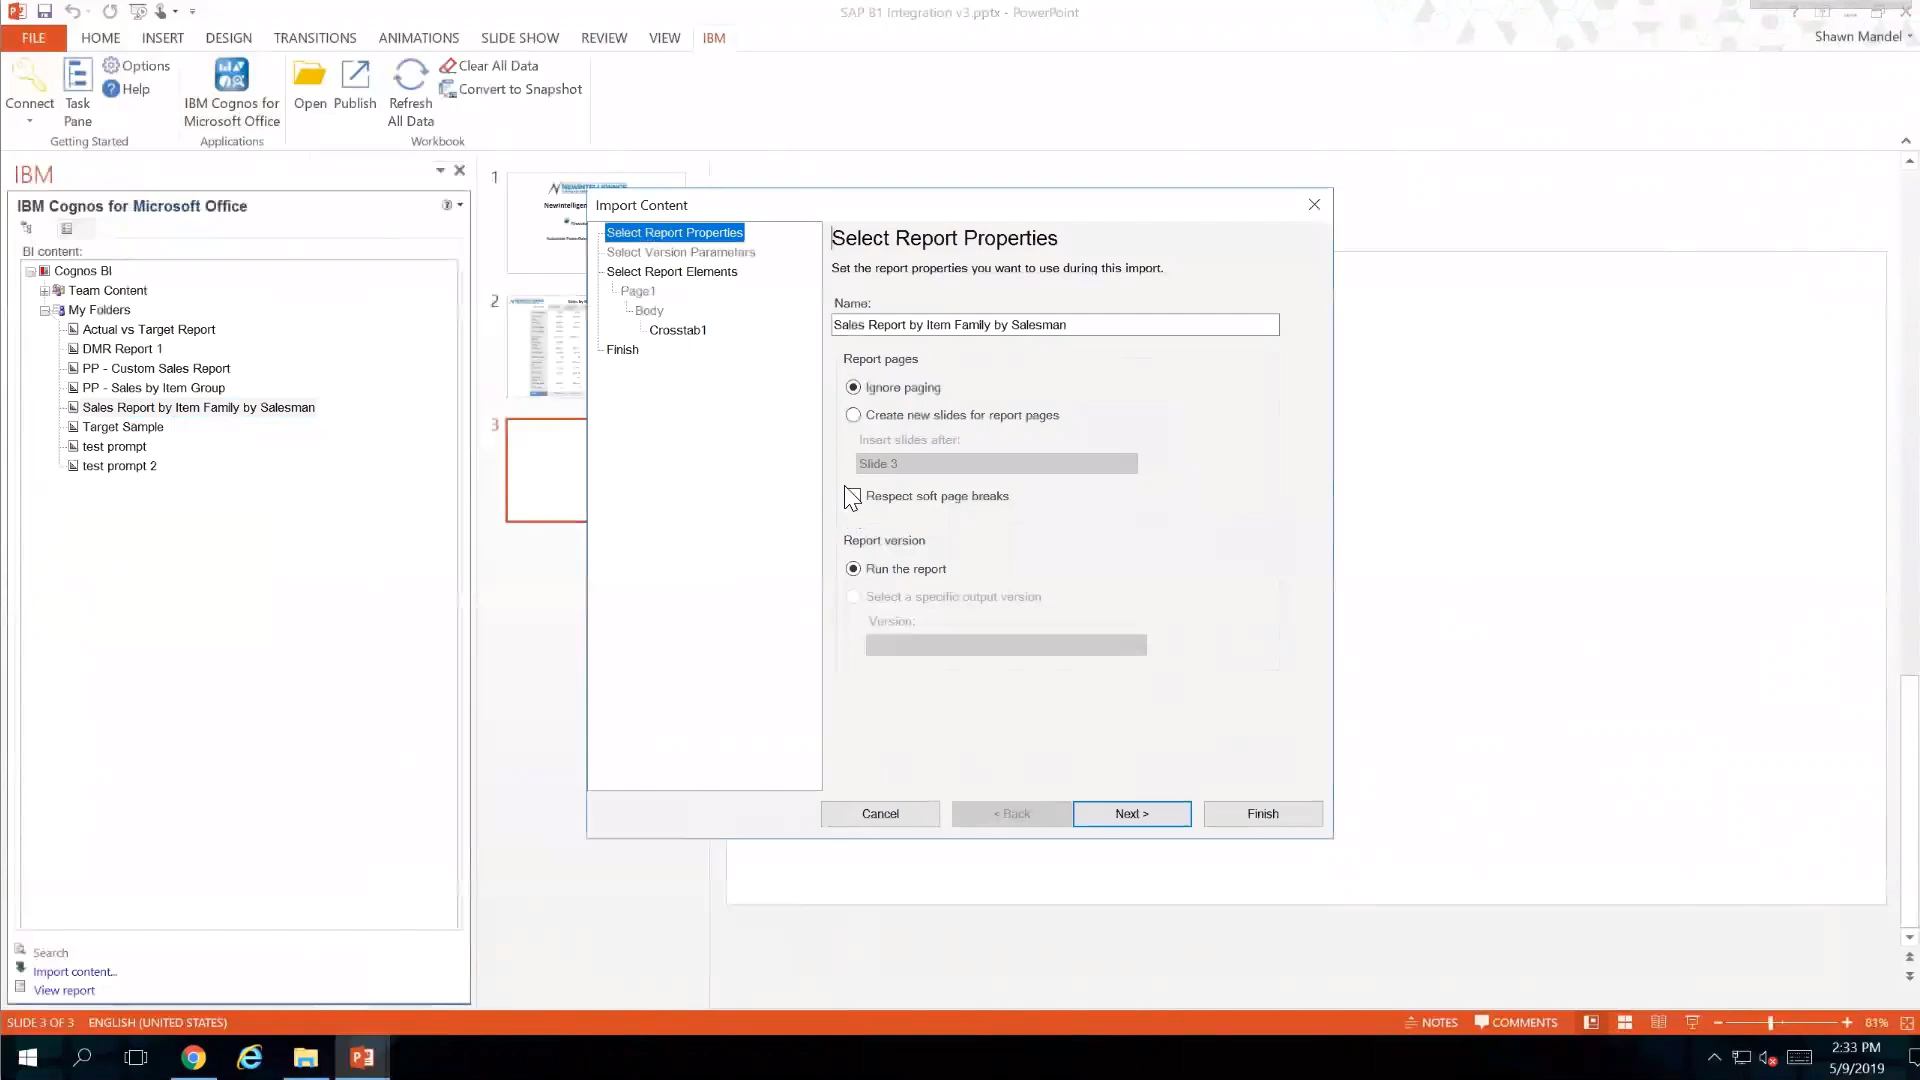 SAP B1 Integration v3.pptx - PowerPoint
FILE HOME INSERT DESIGN TRANSITIONS ANIMATIONS SLIDE SHOW REVIEW VIEW IBM
Shawn Mandel
Connect
Task Pane
Options
Help
Getting Started
IBM Cognos for Microsoft Office
Applications
Open
Publish
Refresh All Data
Clear All Data
Convert to Snapshot
Workbook
IBM
IBM Cognos for Microsoft Office
BI content:
Cognos BI
Team Content
My Folders
Actual vs Target Report
DMR Report 1
PP - Custom Sales Report
PP - Sales by Item Group
Sales Report by Item Family by Salesman
Target Sample
test prompt
test prompt 2
Search
Import content...
View report
1
2
3
Import Content
Select Report Properties
Select Version Parameters
Select Report Elements
Page1
Body
Crosstab1
Finish
Select Report Properties
Set the report properties you want to use during this import.
Name:
Sales Report by Item Family by Salesman
Report pages
Ignore paging
Create new slides for report pages
Insert slides after:
Slide 3
Respect soft page breaks
Report version
Run the report
Select a specific output version
Version:
Cancel
< Back
Next >
Finish
SLIDE 3 OF 3 ENGLISH (UNITED STATES)
NOTES COMMENTS 81%
2:33 PM
5/9/2019